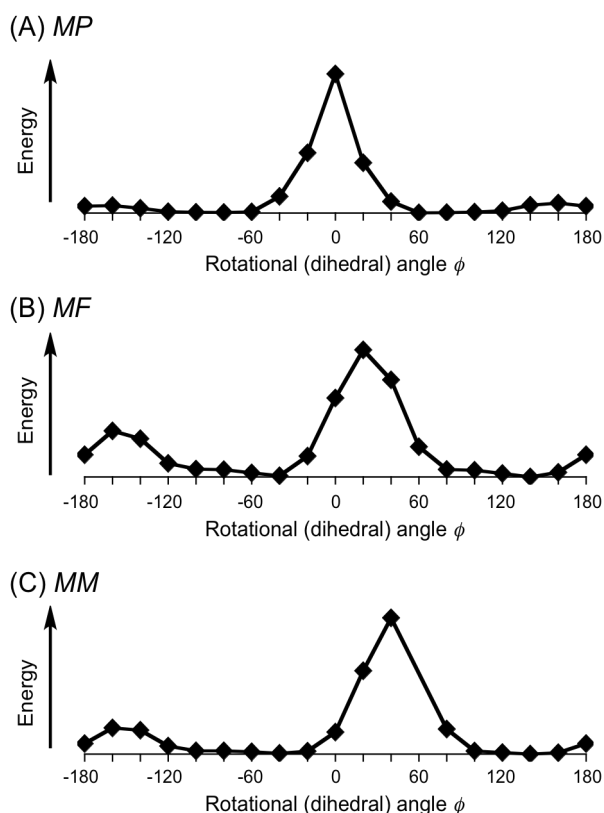 (A) MP
Energy
-180 -120 -60 0 60 120 180
Rotational (dihedral) angle ϕ
(B) MF
Energy
-180 -120 -60 0 60 120 180
Rotational (dihedral) angle ϕ
(C) MM
Energy
-180 -120 -60 0 60 120 180
Rotational (dihedral) angle ϕ